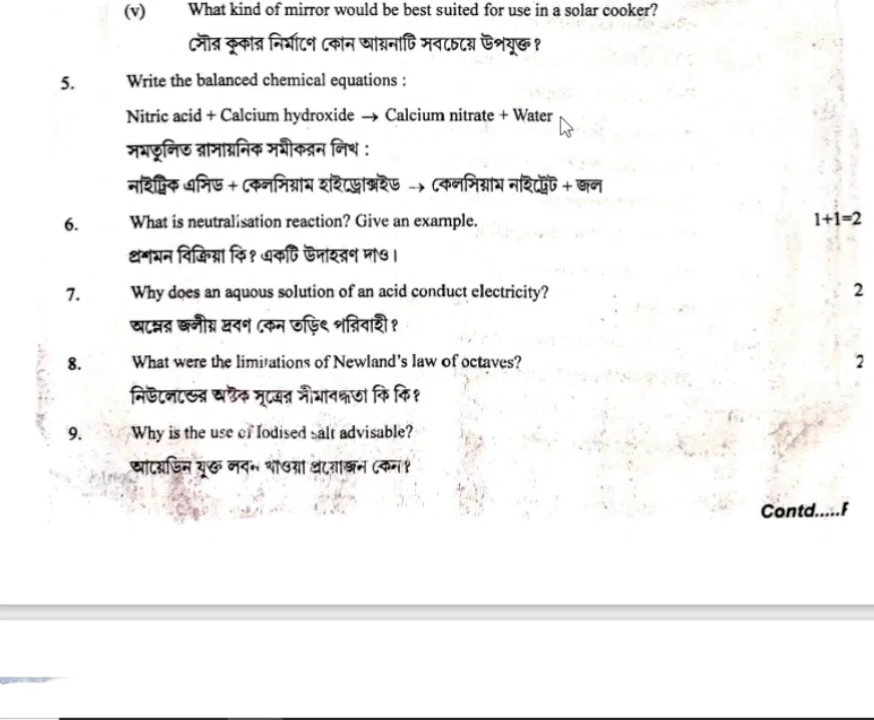 (v) What kind of mirror would be best suited for use in a solar cooker?
সৌর কুকার নির্মাণে কোন আয়নাটি সবচেয়ে উপযুক্ত?
5. Write the balanced chemical equations :
Nitric acid + Calcium hydroxide → Calcium nitrate + Water
সমতুলিত রাসায়নিক সমীকরন লিখ :
নাইট্রিক এসিড + কেলসিয়াম হাইড্রোক্সইড → কেলসিয়াম নাইট্রেট + জল
6. What is neutralisation reaction? Give an example. 1+1=2
প্রশমন বিক্রিয়া কি? একটি উদাহরণ দাও।
7. Why does an aquous solution of an acid conduct electricity? 2
অম্লের জলীয় দ্রবণ কেন তড়িৎ পরিবাহী?
8. What were the limitations of Newland's law of octaves? 2
নিউলেন্ডের অষ্টক সূত্রের সীমাবদ্ধতা কি কি?
9. Why is the use of Iodised salt advisable?
আয়োডিন যুক্ত লবন খাওয়া প্রয়োজন কেন?
Contd.....